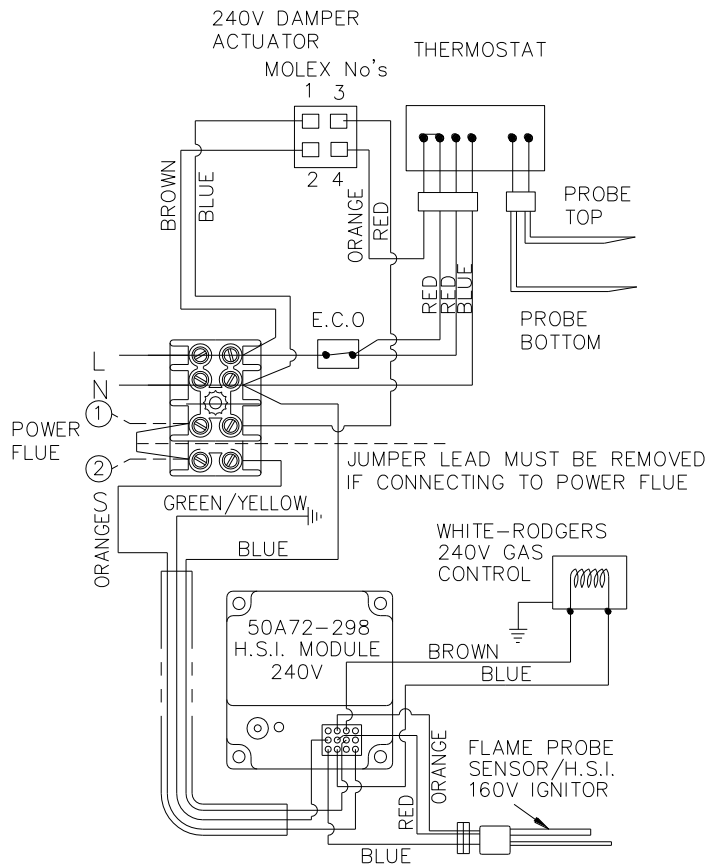 240V DAMPER
ACTUATOR
MOLEX No's
1 3
2 4
THERMOSTAT
BROWN
BLUE
ORANGE
RED
RED
RED
BLUE
PROBE
TOP
PROBE
BOTTOM
E.C.O
L
N
1
POWER
FLUE
2
S
JUMPER LEAD MUST BE REMOVED
IF CONNECTING TO POWER FLUE
ORANGE
GREEN/YELLOW
BLUE
WHITE-RODGERS
240V GAS
CONTROL
50A72-298
H.S.I. MODULE
240V
BROWN
BLUE
ORANGE
RED
FLAME PROBE
SENSOR/H.S.I.
160V IGNITOR
BLUE